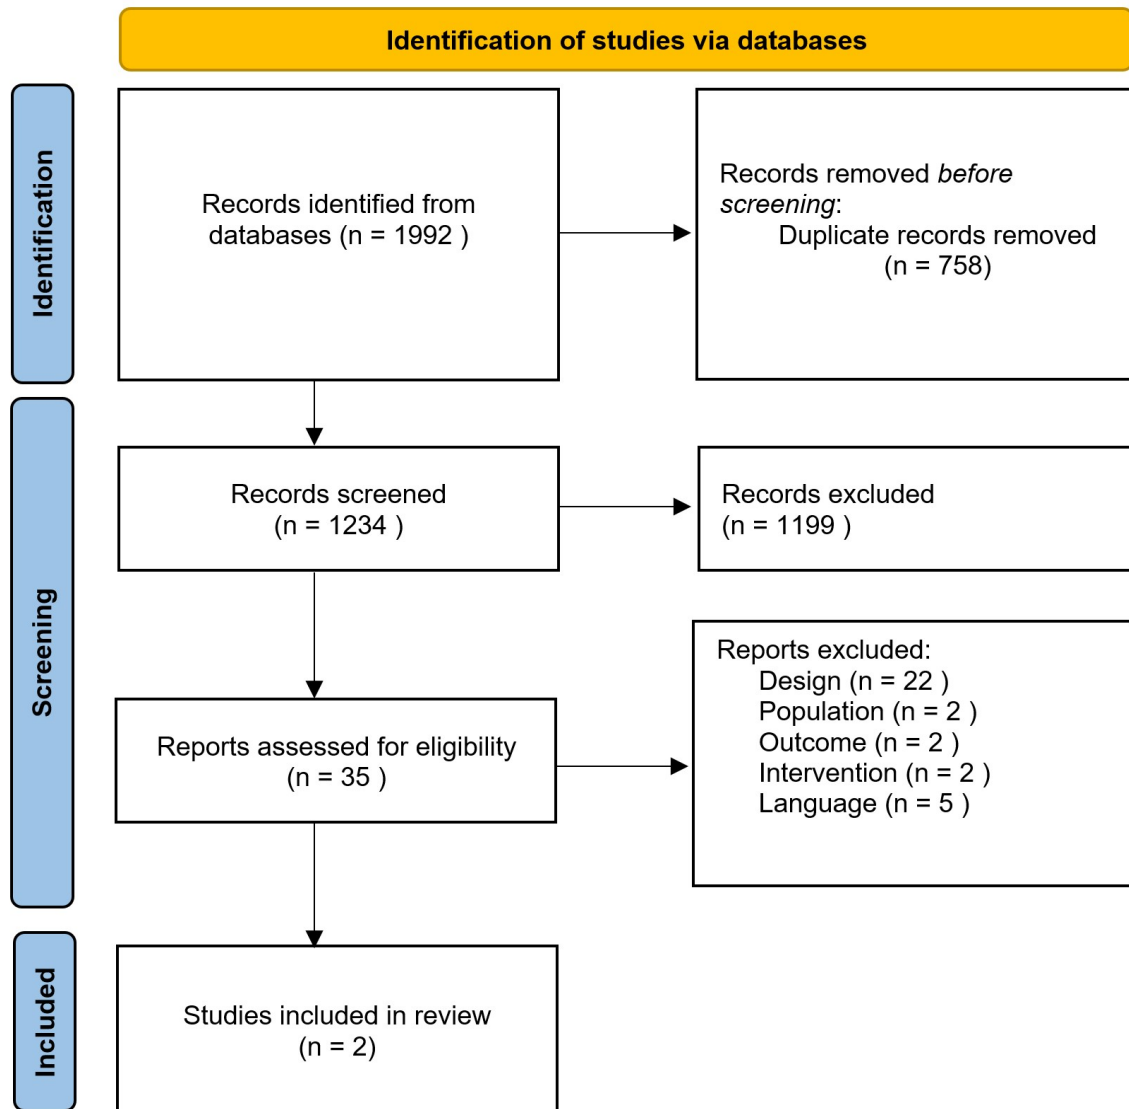 Identification of studies via databases
Identification
Records identified from
databases (n = 1992 )
Records removed before
screening:
Duplicate records removed
(n = 758)
Screening
Records screened
(n = 1234 )
Records excluded
(n = 1199 )
Reports assessed for eligibility
(n = 35 )
Reports excluded:
Design (n = 22 )
Population (n = 2 )
Outcome (n = 2 )
Intervention (n = 2 )
Language (n = 5 )
Included
Studies included in review
(n = 2)